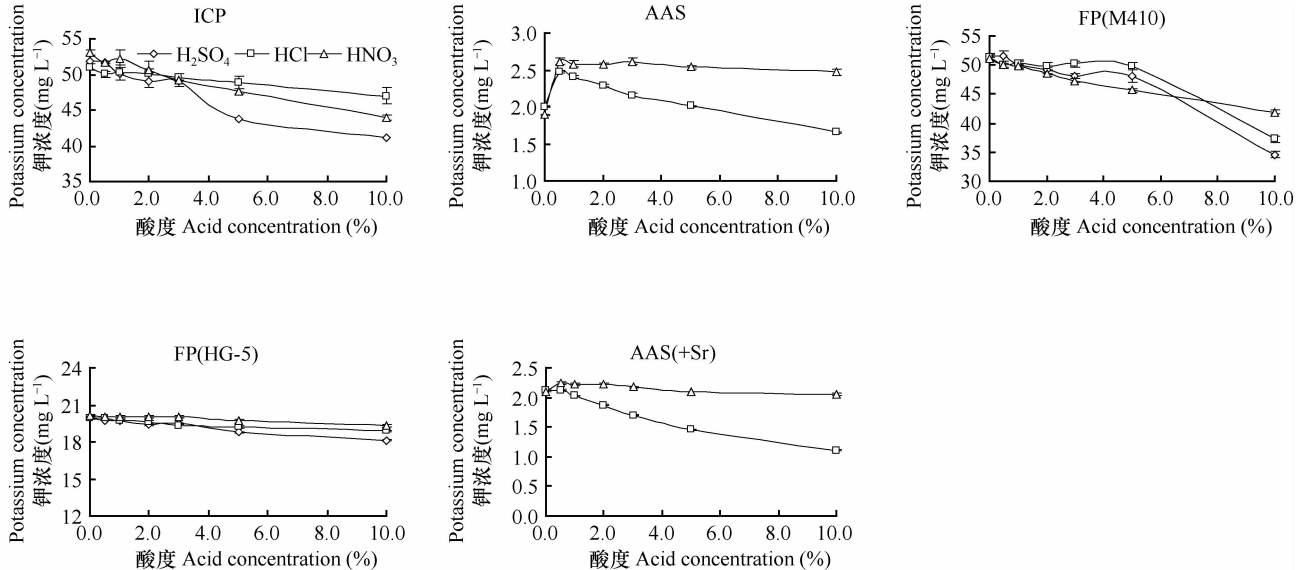 ICP
Potassium concentration
钾浓度(mg L⁻¹)
55
50
45
40
35
H₂SO₄ HCl HNO₃
0.0 2.0 4.0 6.0 8.0 10.0
酸度 Acid concentration (%)
AAS
Potassium concentration
钾浓度(mg L⁻¹)
3.0
2.5
2.0
1.5
1.0
0.0 2.0 4.0 6.0 8.0 10.0
酸度 Acid concentration (%)
FP(M410)
Potassium concentration
钾浓度(mg L⁻¹)
55
50
45
40
35
30
0.0 2.0 4.0 6.0 8.0 10.0
酸度 Acid concentration (%)
FP(HG-5)
Potassium concentration
钾浓度(mg L⁻¹)
24
21
18
15
12
0.0 2.0 4.0 6.0 8.0 10.0
酸度 Acid concentration (%)
AAS(+Sr)
Potassium concentration
钾浓度(mg L⁻¹)
2.5
2.0
1.5
1.0
0.5
0.0
0.0 2.0 4.0 6.0 8.0 10.0
酸度 Acid concentration (%)